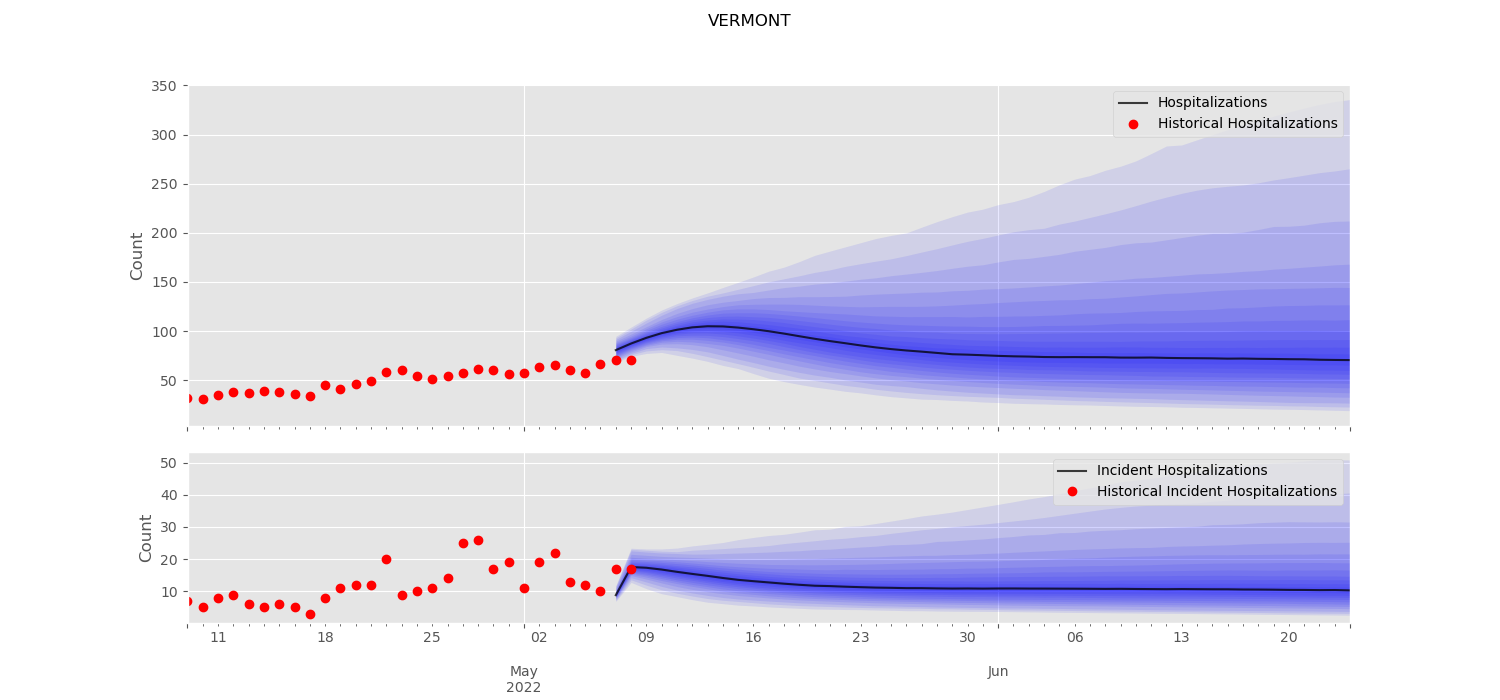 VERMONT
350
300
250
200
150
100
50
Count
Hospitalizations
Historical Hospitalizations
50
40
30
20
10
Count
Incident Hospitalizations
Historical Incident Hospitalizations
11 18 25 02 09 16 23 30 06 13 20
May Jun
2022